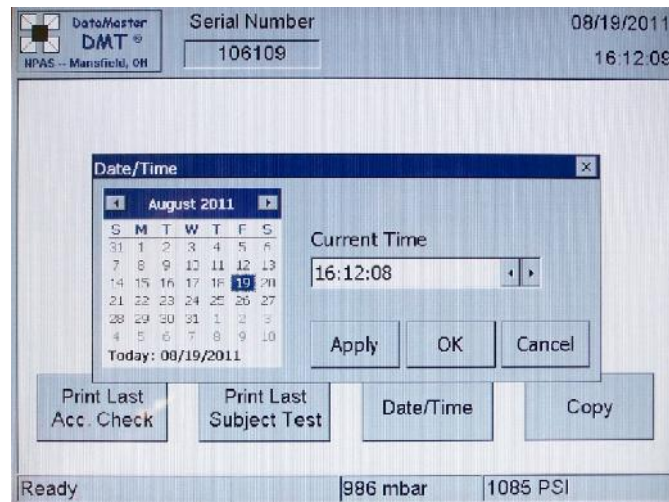 DataMaster
DMT ®
NPAS -- Mansfield, OH
Serial Number
106109
08/19/2011
16:12:09
Date/Time
August 2011
S M T W T F S
31 1 2 3 4 5 6
7 8 9 10 11 12 13
14 15 16 17 18 19 20
21 22 23 24 25 26 27
28 29 30 31 1 2 3
4 5 6 7 8 9 10
Today: 08/19/2011
Current Time
16:12:08
Apply
OK
Cancel
Print Last
Acc. Check
Print Last
Subject Test
Date/Time
Copy
Ready
986 mbar
1085 PSI